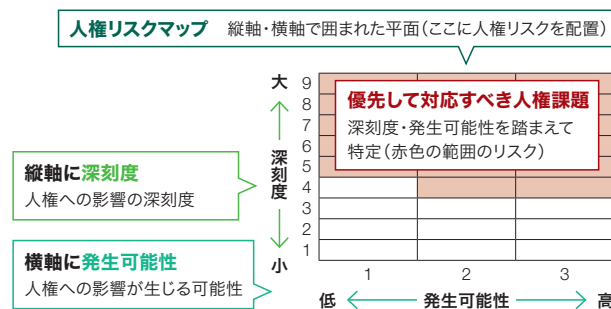 人権リスクマップ 縦軸・横軸で囲まれた平面(ここに人権リスクを配置)
大
9
8
7
6
5
4
3
2
1
深刻度
小
優先して対応すべき人権課題
深刻度・発生可能性を踏まえて
特定(赤色の範囲のリスク)
縦軸に深刻度
人権への影響の深刻度
横軸に発生可能性
人権への影響が生じる可能性
1 2 3
低 発生可能性 高